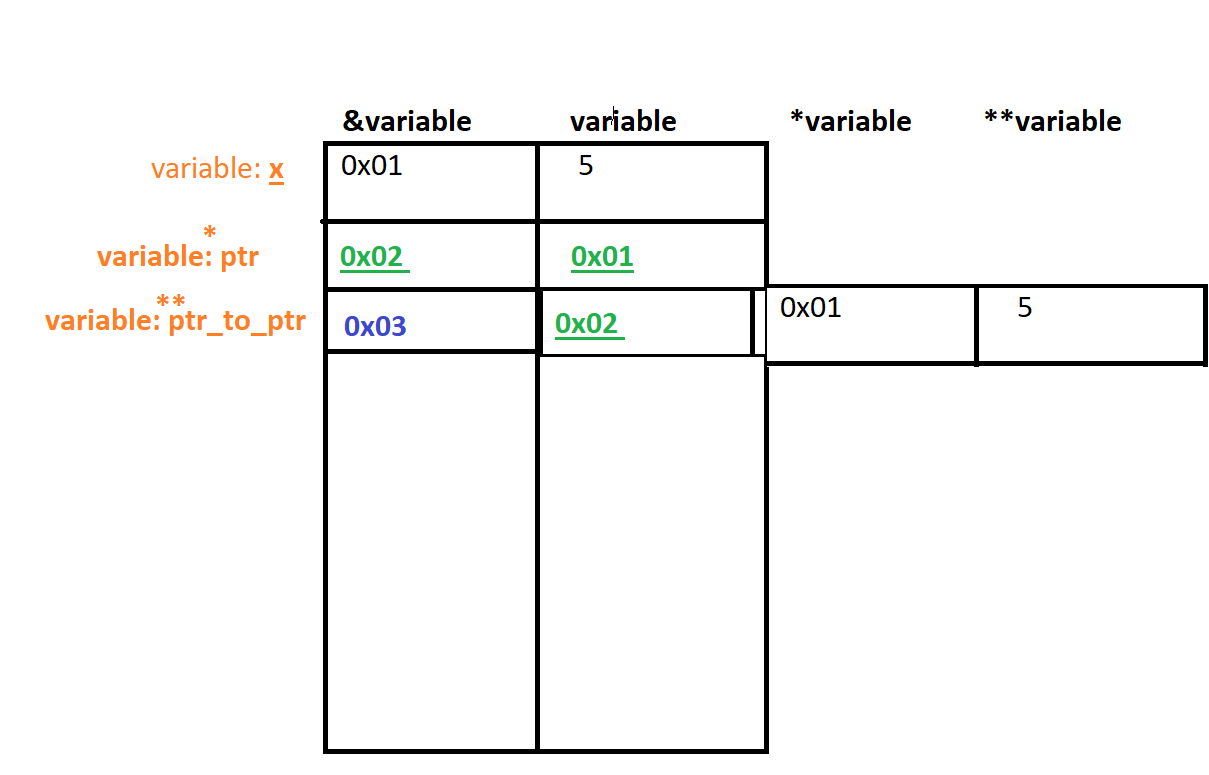 &variable variable *variable **variable
variable: x 0x01 5
*
variable: ptr 0x02 0x01
**
variable: ptr_to_ptr 0x03 0x02 0x01 5